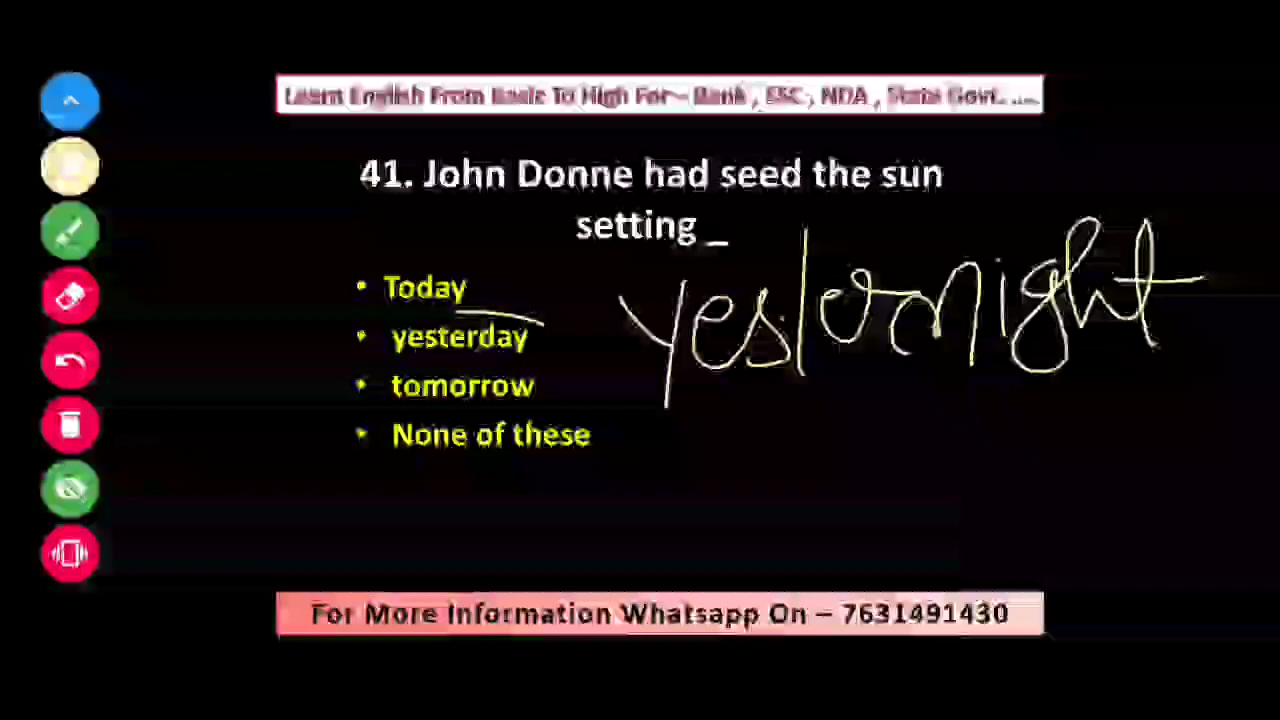 Learn English From Basic To High For – Bank , SSC , NDA , State Govt. ....
41. John Donne had seed the sun
setting _
• Today
• yesterday
• tomorrow
• None of these
yesternight
For More Information Whatsapp On – 7631491430